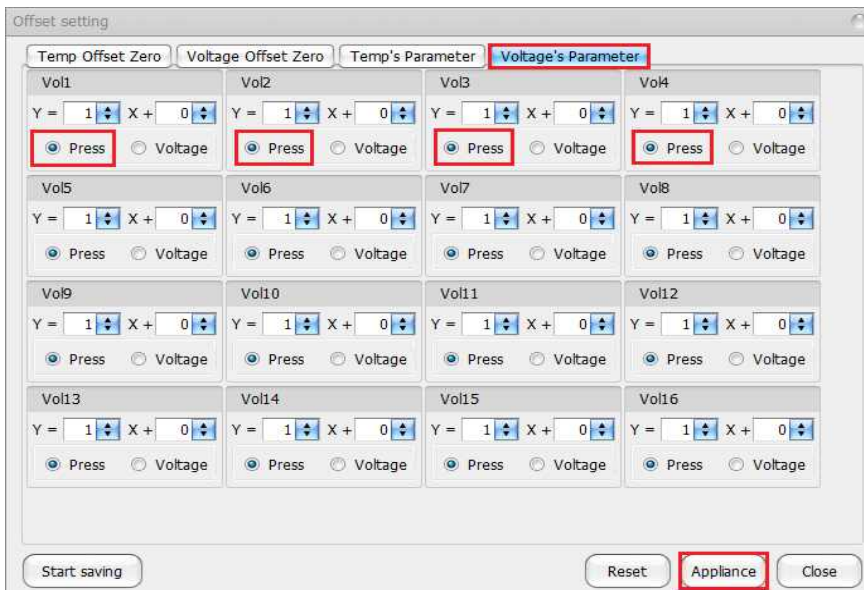 Offset setting
Temp Offset Zero Voltage Offset Zero Temp's Parameter Voltage's Parameter
Vol1 Vol2 Vol3 Vol4
Y = 1 X + 0 Y = 1 X + 0 Y = 1 X + 0 Y = 1 X + 0
Press Voltage Press Voltage Press Voltage Press Voltage
Vol5 Vol6 Vol7 Vol8
Y = 1 X + 0 Y = 1 X + 0 Y = 1 X + 0 Y = 1 X + 0
Press Voltage Press Voltage Press Voltage Press Voltage
Vol9 Vol10 Vol11 Vol12
Y = 1 X + 0 Y = 1 X + 0 Y = 1 X + 0 Y = 1 X + 0
Press Voltage Press Voltage Press Voltage Press Voltage
Vol13 Vol14 Vol15 Vol16
Y = 1 X + 0 Y = 1 X + 0 Y = 1 X + 0 Y = 1 X + 0
Press Voltage Press Voltage Press Voltage Press Voltage
Start saving Reset Appliance Close